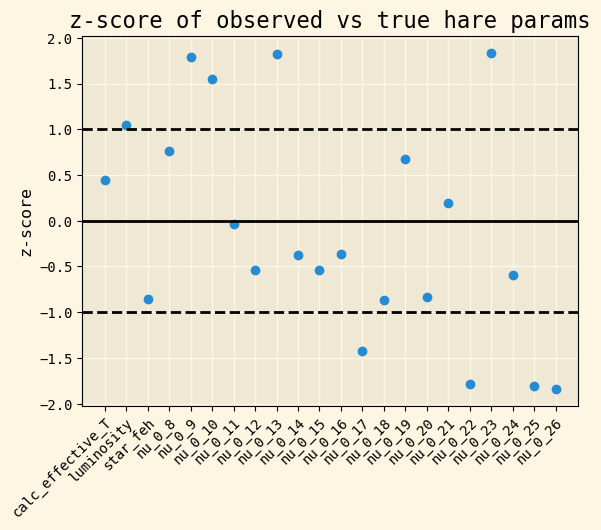 z-score of observed vs true hare params
z-score
2.0
1.5
1.0
0.5
0.0
−0.5
−1.0
−1.5
−2.0
calc_effective_T
luminosity
star_feh
nu_0_8
nu_0_9
nu_0_10
nu_0_11
nu_0_12
nu_0_13
nu_0_14
nu_0_15
nu_0_16
nu_0_17
nu_0_18
nu_0_19
nu_0_20
nu_0_21
nu_0_22
nu_0_23
nu_0_24
nu_0_25
nu_0_26